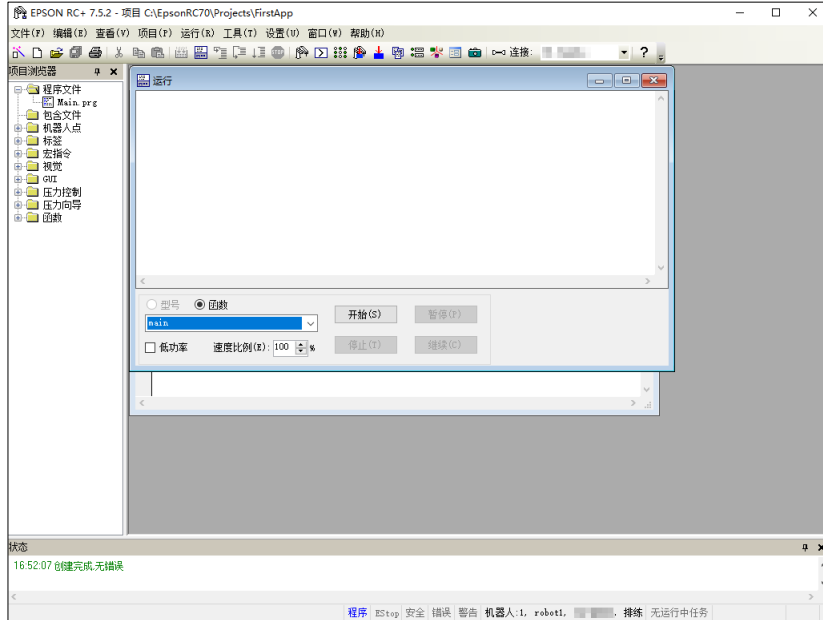 EPSON RC+ 7.5.2 - 项目 C:\EpsonRC70\Projects\FirstApp
文件(F) 编辑(E) 查看(V) 项目(P) 运行(R) 工具(T) 设置(U) 窗口(W) 帮助(H)
连接:
?
项目浏览器
程序文件
Main.prg
包含文件
机器人点
标签
宏指令
视觉
GUI
压力控制
压力向导
函数
运行
型号 函数
main
低功率 速度比例(E): 100 %
开始(S) 暂停(P)
停止(T) 继续(C)
状态
16:52:07 创建完成,无错误
程序 EStop 安全 错误 警告 机器人:1, robot1, , 排练 无运行中任务